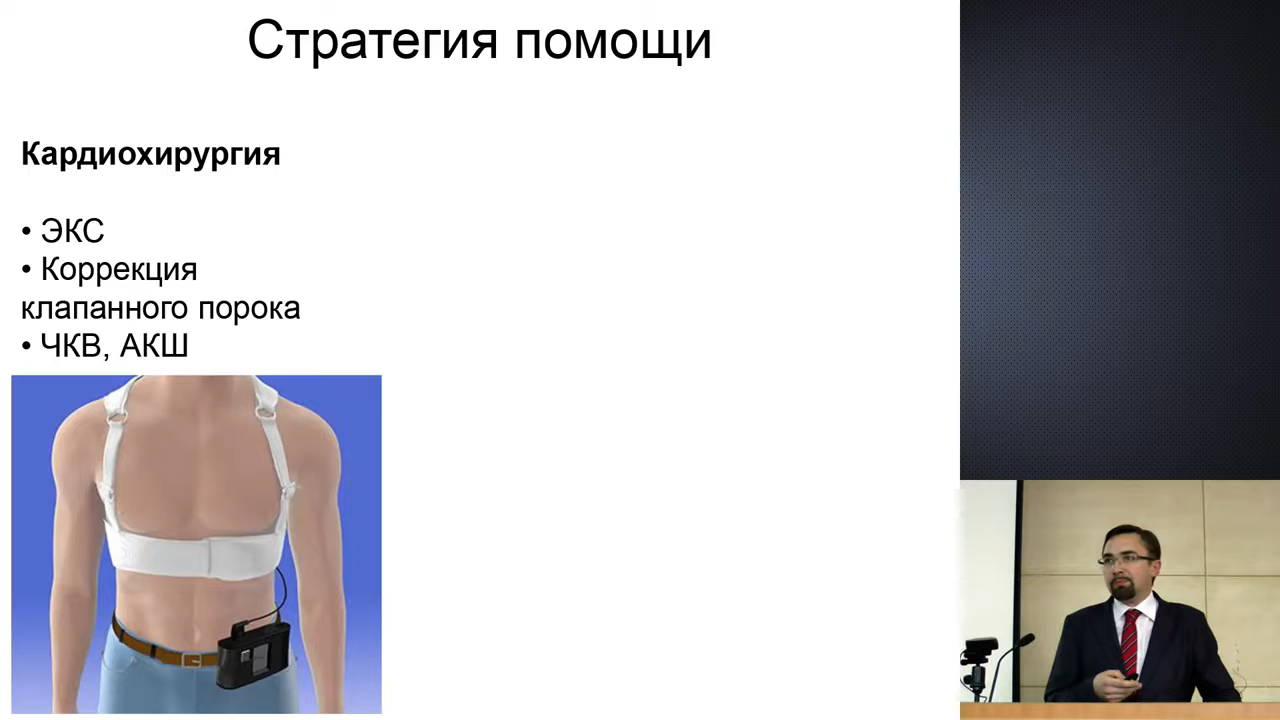 Стратегия помощи
Кардиохирургия
• ЭКС
• Коррекция
клапанного порока
• ЧКВ, АКШ